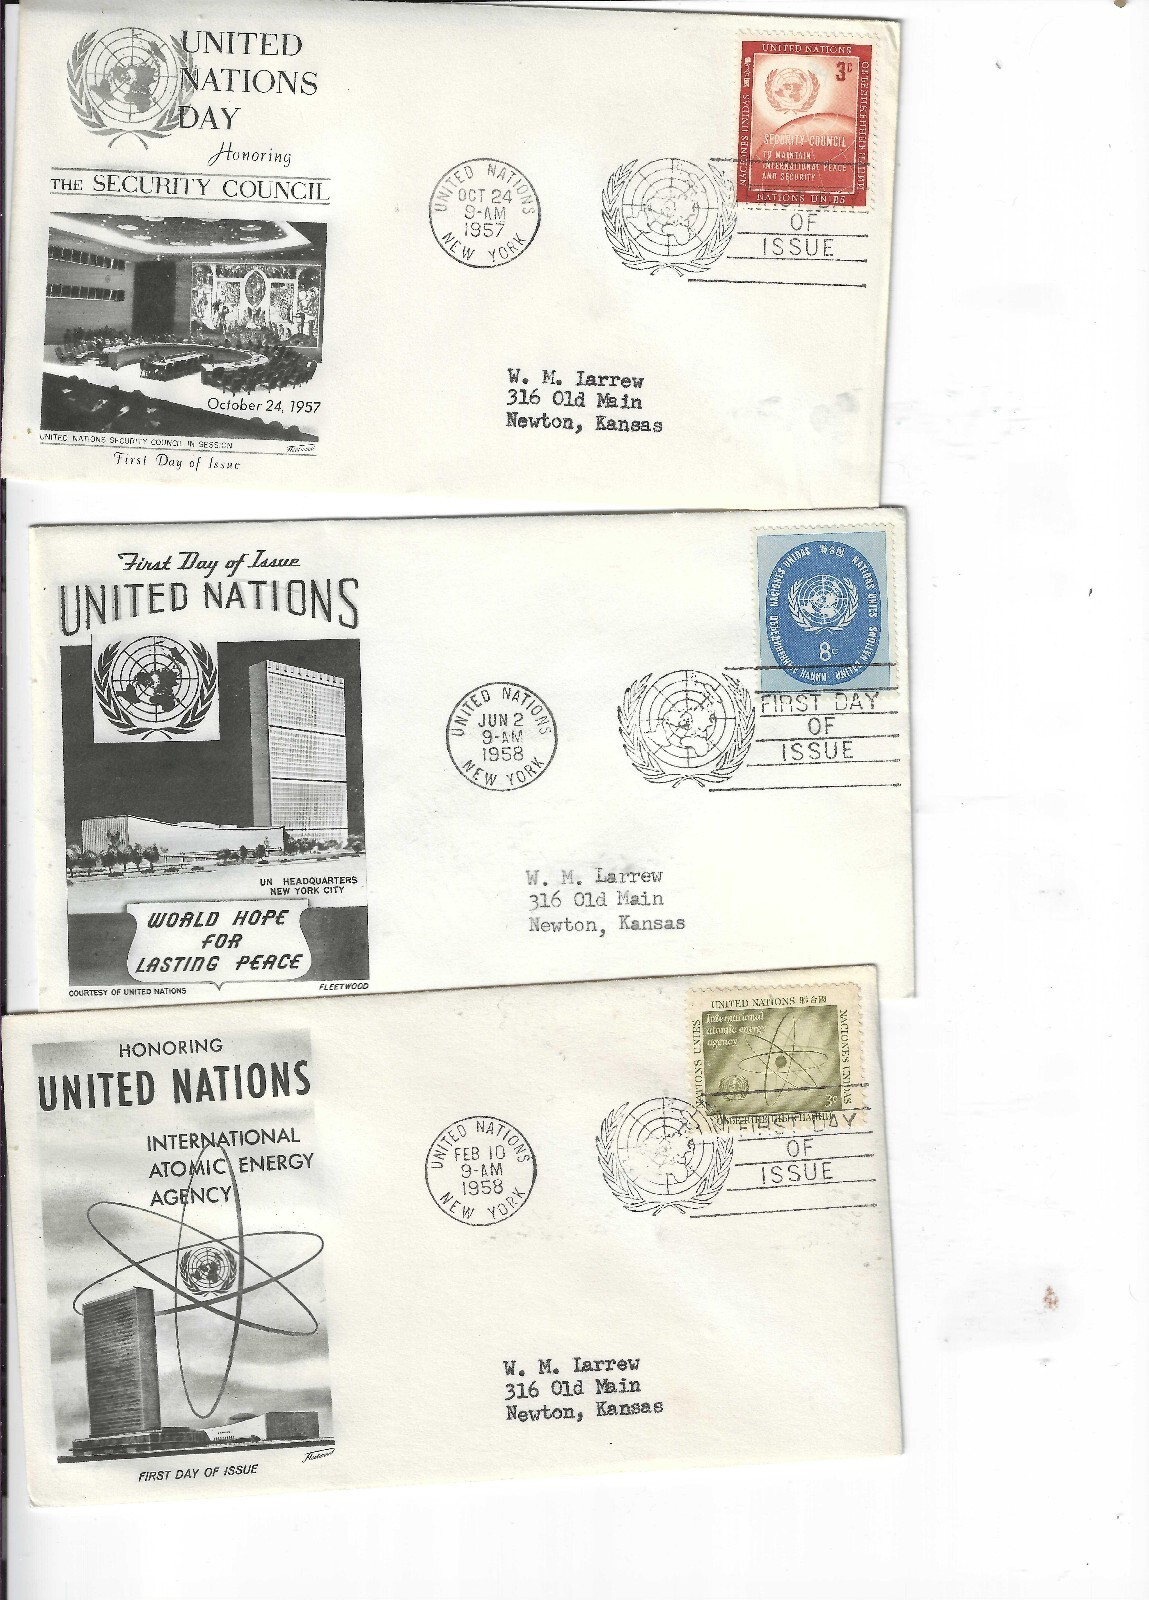 UNITED
NATIONS
DAY
Honoring
THE SECURITY COUNCIL
October 24, 1957
UNITED NATIONS SECURITY COUNCIL IN SESSION
Fleetwood
First Day of Issue
UNITED NATIONS
OCT 24
9-AM
1957
NEW YORK
UNITED NATIONS
3c
NACIONES UNIDAS
SECURITY COUNCIL
TO MAINTAIN
INTERNATIONAL PEACE
AND SECURITY
NATIONS UNIES
FIRST DAY
OF
ISSUE
W. M. Larrew
316 Old Main
Newton, Kansas
First Day of Issue
UNITED NATIONS
UN HEADQUARTERS
NEW YORK CITY
WORLD HOPE
FOR
LASTING PEACE
COURTESY OF UNITED NATIONS
FLEETWOOD
UNITED NATIONS
JUN 2
9-AM
1958
NEW YORK
NACIONES UNIDAS
NATIONS UNIES
UNITED NATIONS
8c
FIRST DAY
OF
ISSUE
W. M. Larrew
316 Old Main
Newton, Kansas
HONORING
UNITED NATIONS
INTERNATIONAL
ATOMIC ENERGY
AGENCY
Fleetwood
FIRST DAY OF ISSUE
UNITED NATIONS
FEB 10
9-AM
1958
NEW YORK
UNITED NATIONS
International
atomic energy
agency
NATIONS UNIES
NACIONES UNIDAS
3c
FIRST DAY
OF
ISSUE
W. M. Larrew
316 Old Main
Newton, Kansas